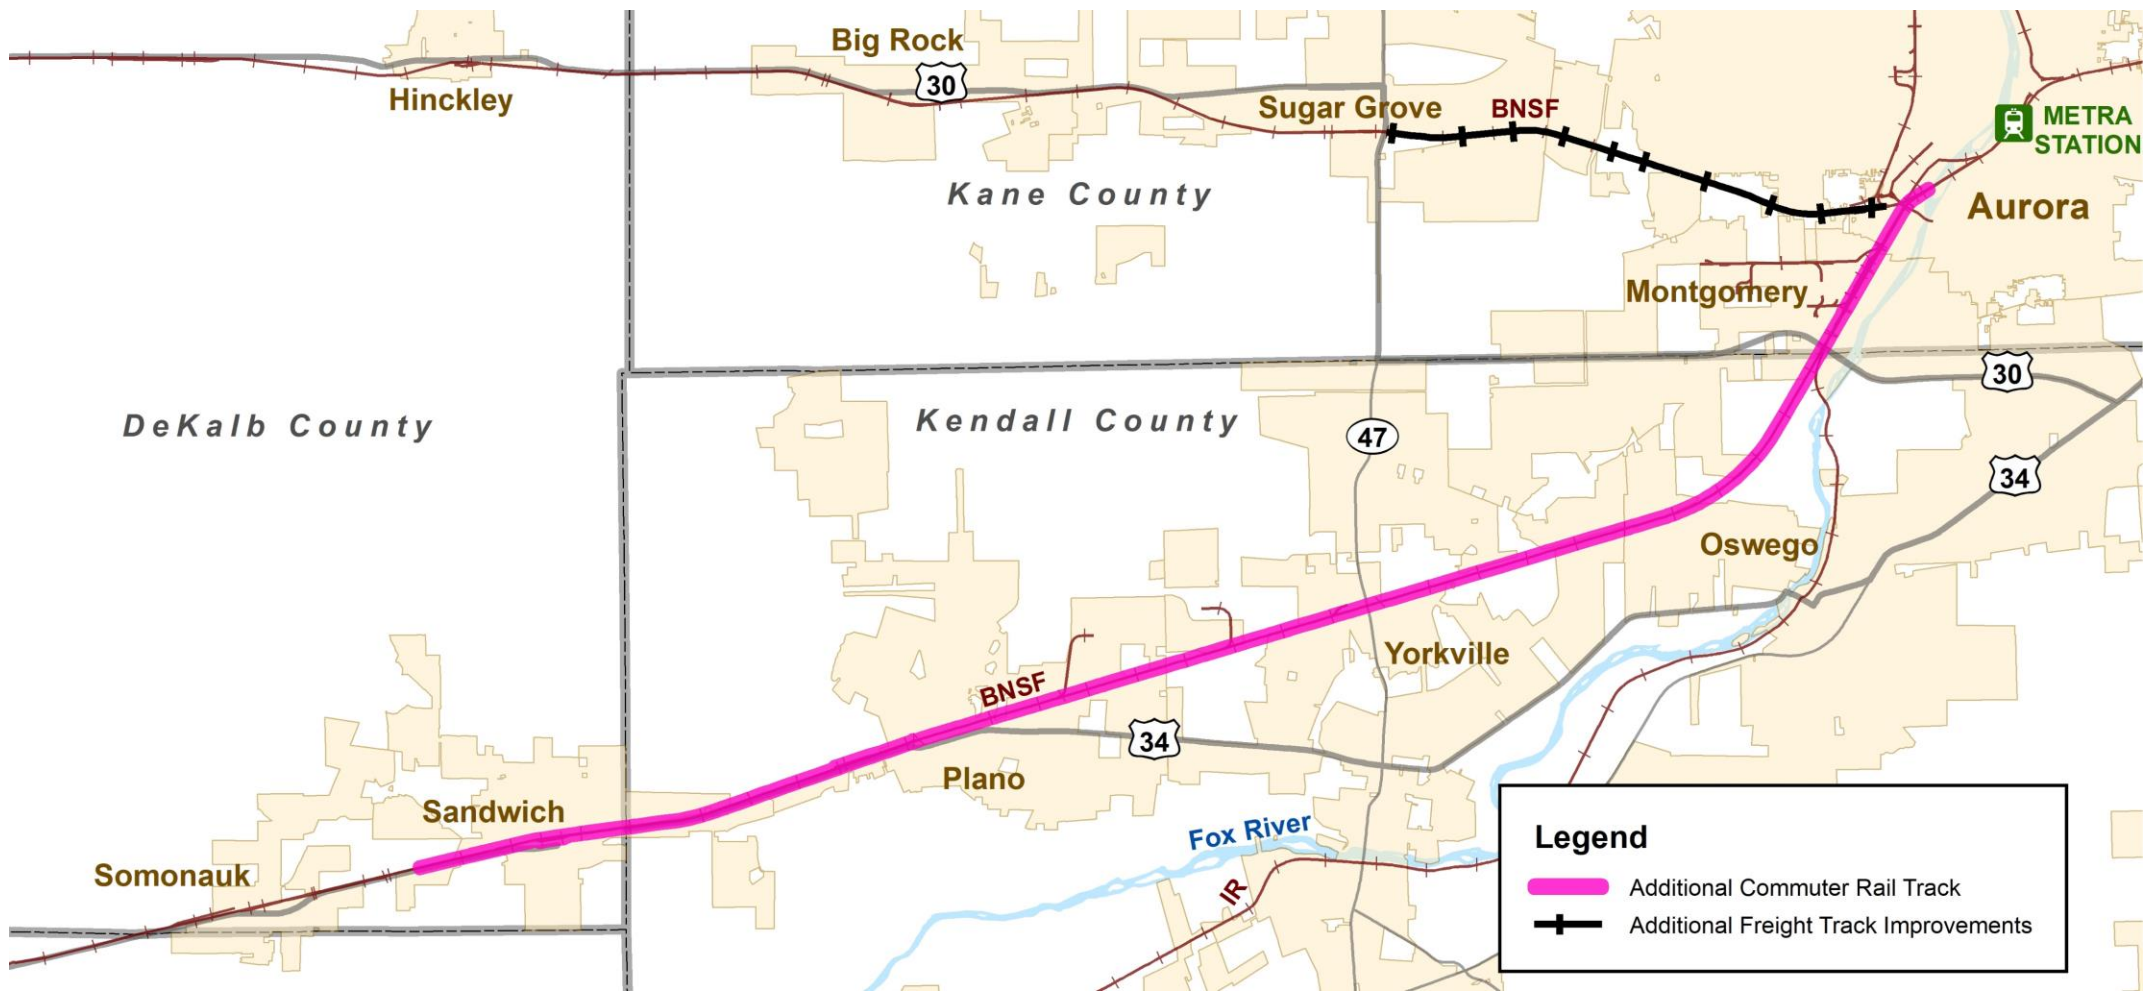 Big Rock
30
Hinckley
Sugar Grove
BNSF
METRA
STATION
Kane County
Aurora
Montgomery
30
DeKalb County
Kendall County
47
34
Oswego
Yorkville
BNSF
34
Plano
Sandwich
Fox River
Somonauk
IR
Legend
Additional Commuter Rail Track
Additional Freight Track Improvements